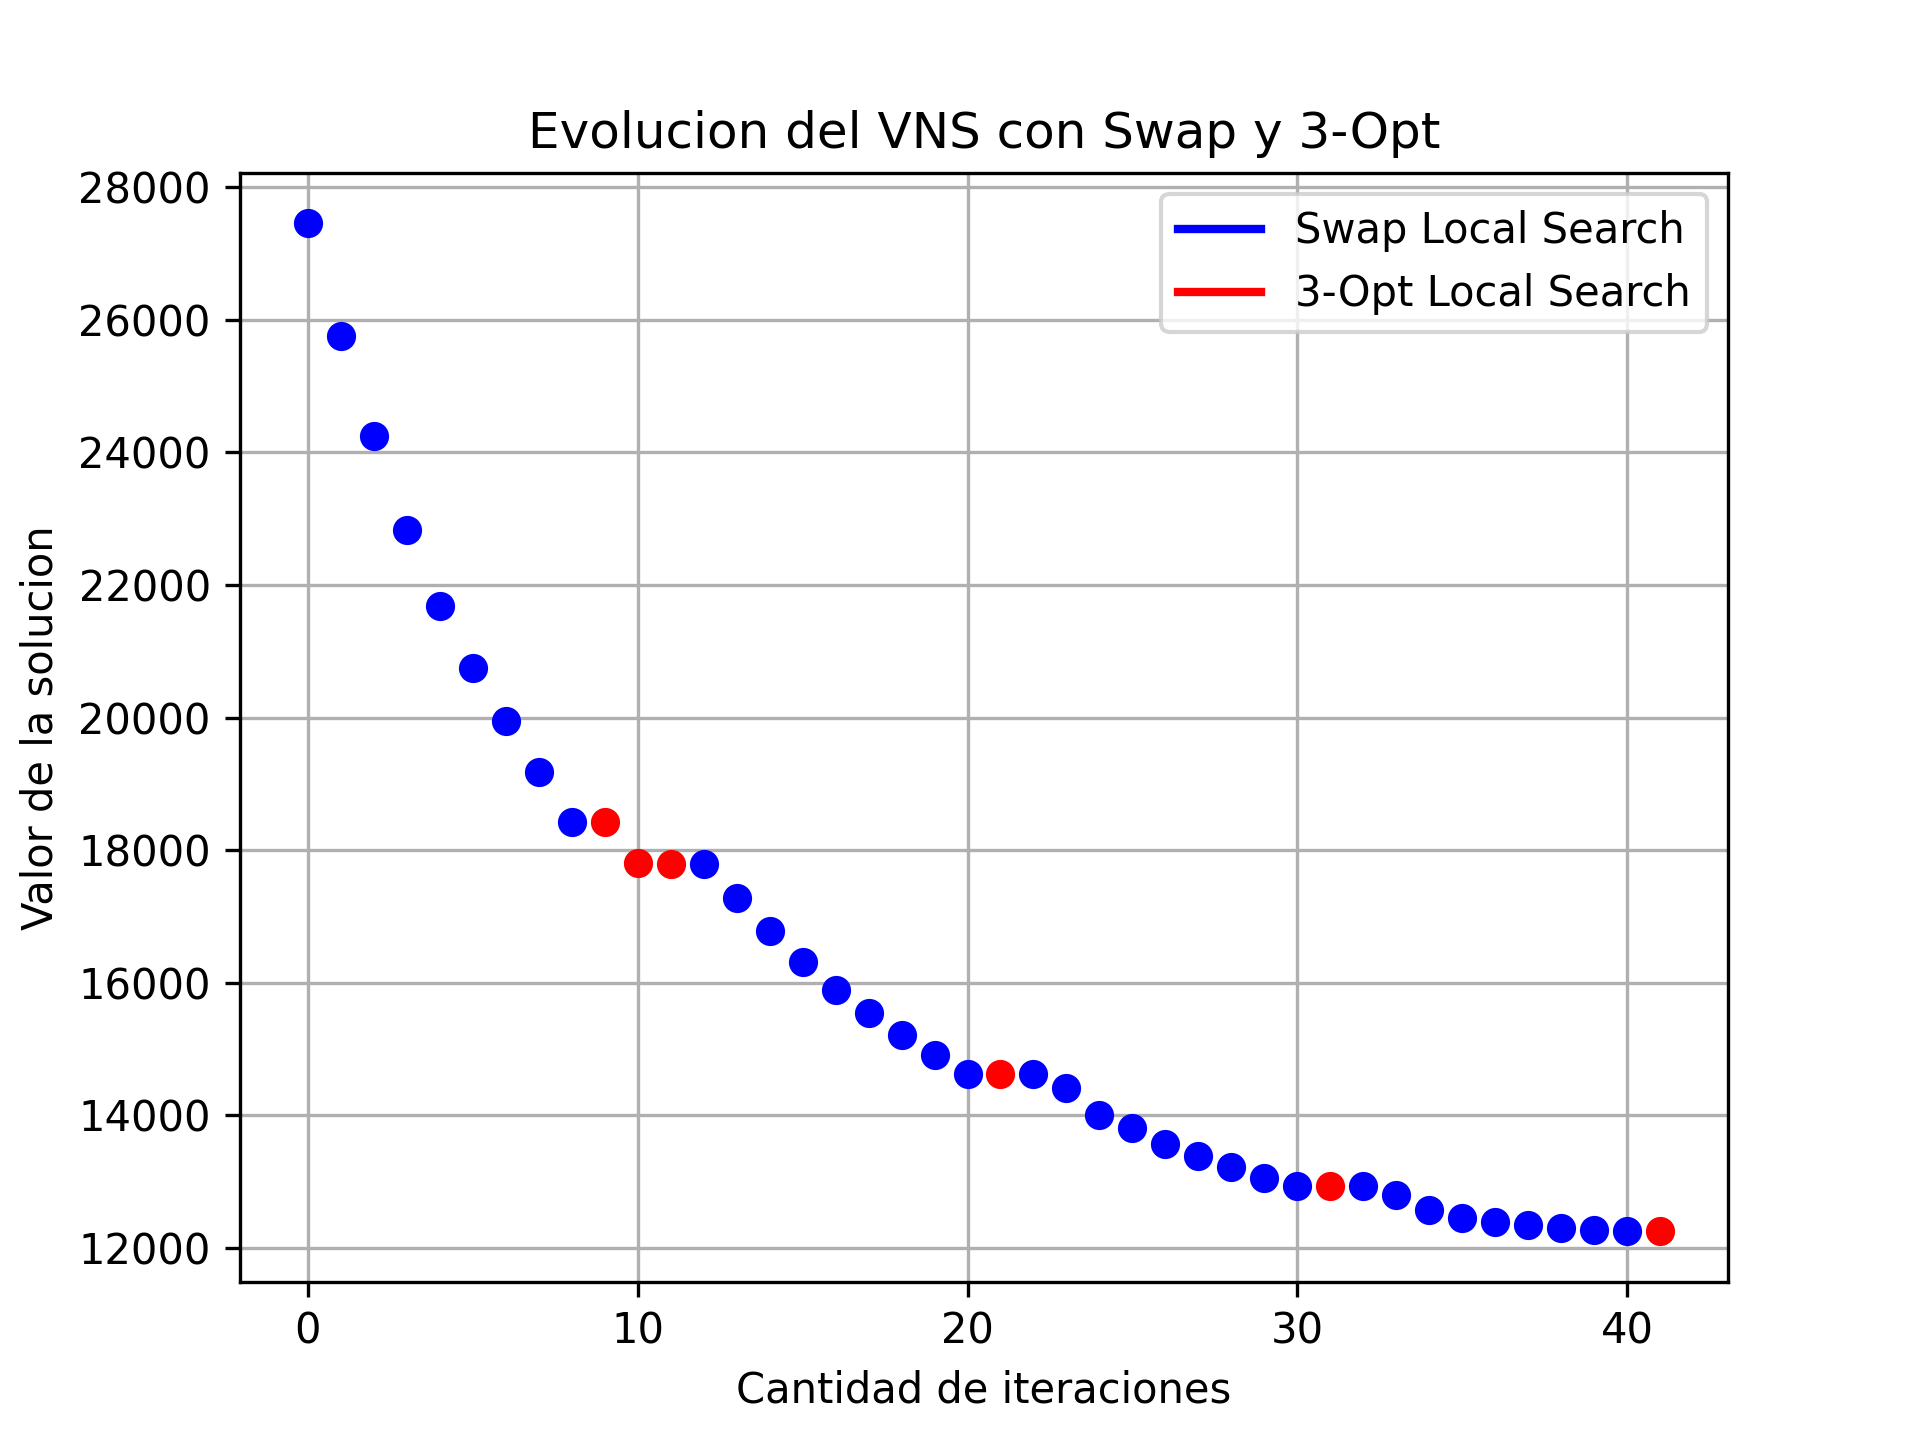 Evolucion del VNS con Swap y 3-Opt
Swap Local Search
3-Opt Local Search
Valor de la solucion
28000
26000
24000
22000
20000
18000
16000
14000
12000
0 10 20 30 40
Cantidad de iteraciones